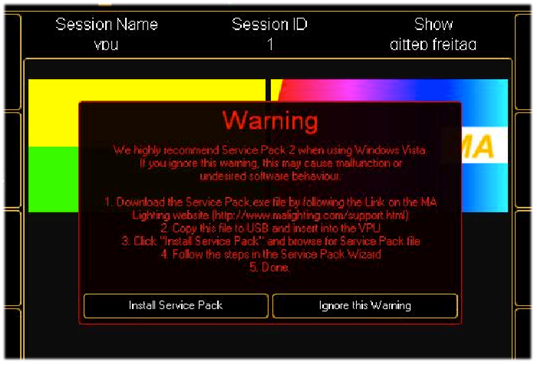 Session Name Session ID Show
vpu 1 gitten freitag
MA
Warning
We highly recommend Service Pack 2 when using Windows Vista
If you ignore this warning, this may cause malfunction or
undesired software behaviour.
1. Download the Service Pack.exe file by following the Link on the MA
Lighting website (http://www.malighting.com/support.html)
2. Copy this file to USB and insert into the VPU
3. Click "Install Service Pack" and browse for Service Pack file
4. Follow the steps in the Service Pack Wizard
5. Done.
Install Service Pack Ignore this Warning